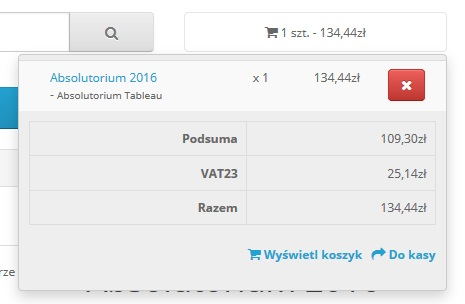 1 szt. - 134,44zł
Absolutorium 2016 x 1 134,44zł
- Absolutorium Tableau
Podsuma 109,30zł
VAT23 25,14zł
Razem 134,44zł
Wyświetl koszyk Do kasy
rze